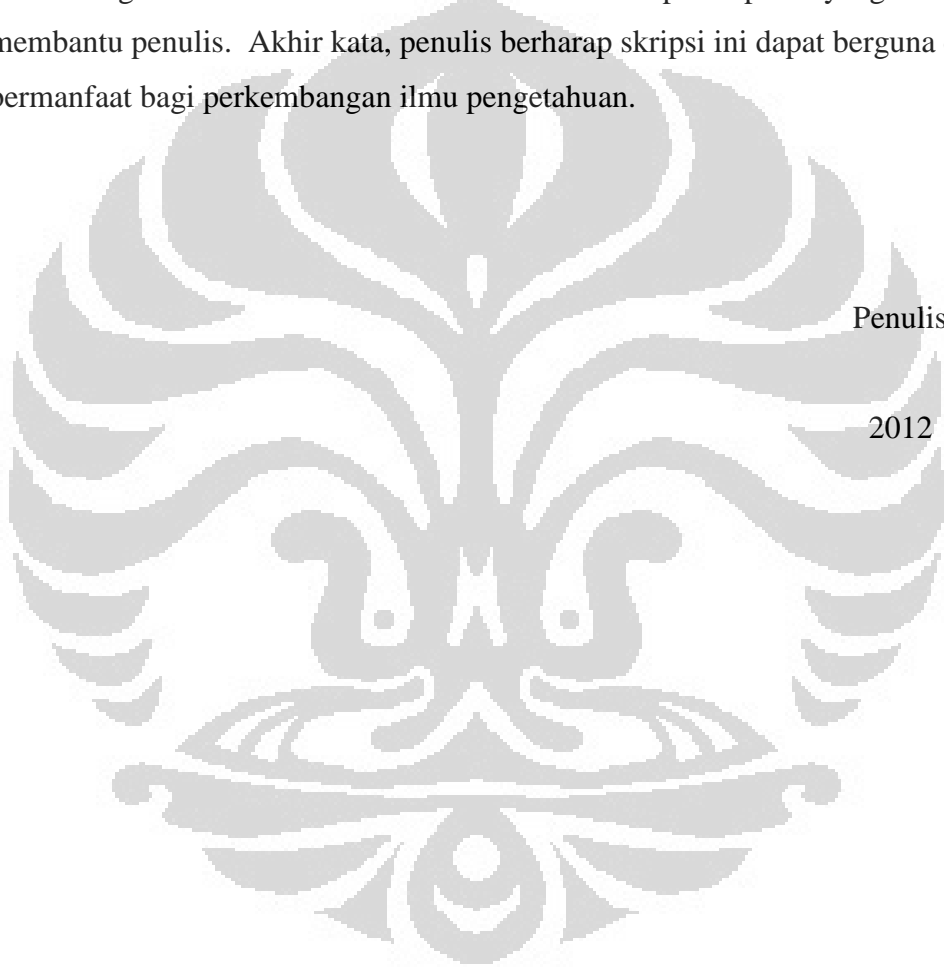 membantu penulis. Akhir kata, penulis berharap skripsi ini dapat berguna
bermanfaat bagi perkembangan ilmu pengetahuan.
Penulis
2012